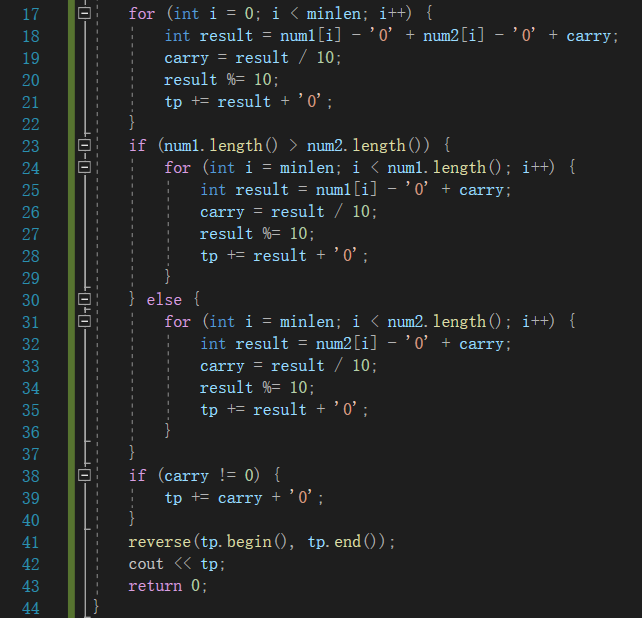 17 for (int i = 0; i < minlen; i++) {
18 int result = num1[i] - '0' + num2[i] - '0' + carry;
19 carry = result / 10;
20 result %= 10;
21 tp += result + '0';
22 }
23 if (num1.length() > num2.length()) {
24 for (int i = minlen; i < num1.length(); i++) {
25 int result = num1[i] - '0' + carry;
26 carry = result / 10;
27 result %= 10;
28 tp += result + '0';
29 }
30 } else {
31 for (int i = minlen; i < num2.length(); i++) {
32 int result = num2[i] - '0' + carry;
33 carry = result / 10;
34 result %= 10;
35 tp += result + '0';
36 }
37 }
38 if (carry != 0) {
39 tp += carry + '0';
40 }
41 reverse(tp.begin(), tp.end());
42 cout << tp;
43 return 0;
44 }